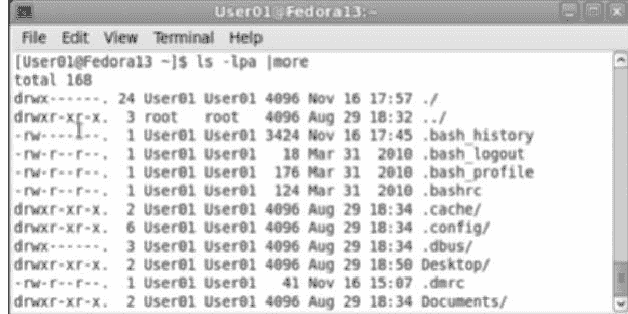 User01@Fedora13:~
File Edit View Terminal Help
[User01@Fedora13 ~]$ ls -lpa |more
total 168
drwx------. 24 User01 User01 4096 Nov 16 17:57 ./
drwxr-xr-x. 3 root root 4096 Aug 29 18:32 ../
-rw-------. 1 User01 User01 3424 Nov 16 17:45 .bash_history
-rw-r--r--. 1 User01 User01 18 Mar 31 2010 .bash_logout
-rw-r--r--. 1 User01 User01 176 Mar 31 2010 .bash_profile
-rw-r--r--. 1 User01 User01 124 Mar 31 2010 .bashrc
drwxr-xr-x. 2 User01 User01 4096 Aug 29 18:34 .cache/
drwxr-xr-x. 6 User01 User01 4096 Aug 29 18:34 .config/
drwx------. 3 User01 User01 4096 Aug 29 18:34 .dbus/
drwxr-xr-x. 2 User01 User01 4096 Aug 29 18:50 Desktop/
-rw-r--r--. 1 User01 User01 41 Nov 16 15:07 .dmrc
drwxr-xr-x. 2 User01 User01 4096 Aug 29 18:34 Documents/